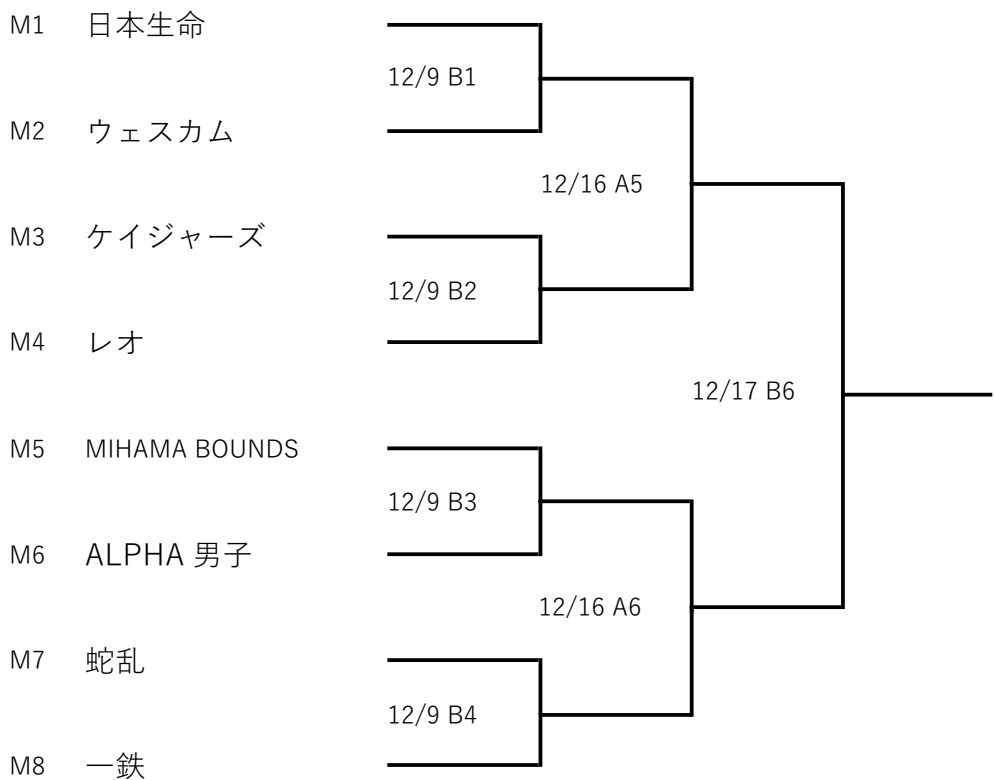 M1 日本生命
12/9 B1
M2 ウェスカム
12/16 A5
M3 ケイジャーズ
12/9 B2
M4 レオ
12/17 B6
M5 MIHAMA BOUNDS
12/9 B3
M6 ALPHA 男子
12/16 A6
M7 蛇乱
12/9 B4
M8 一鉄